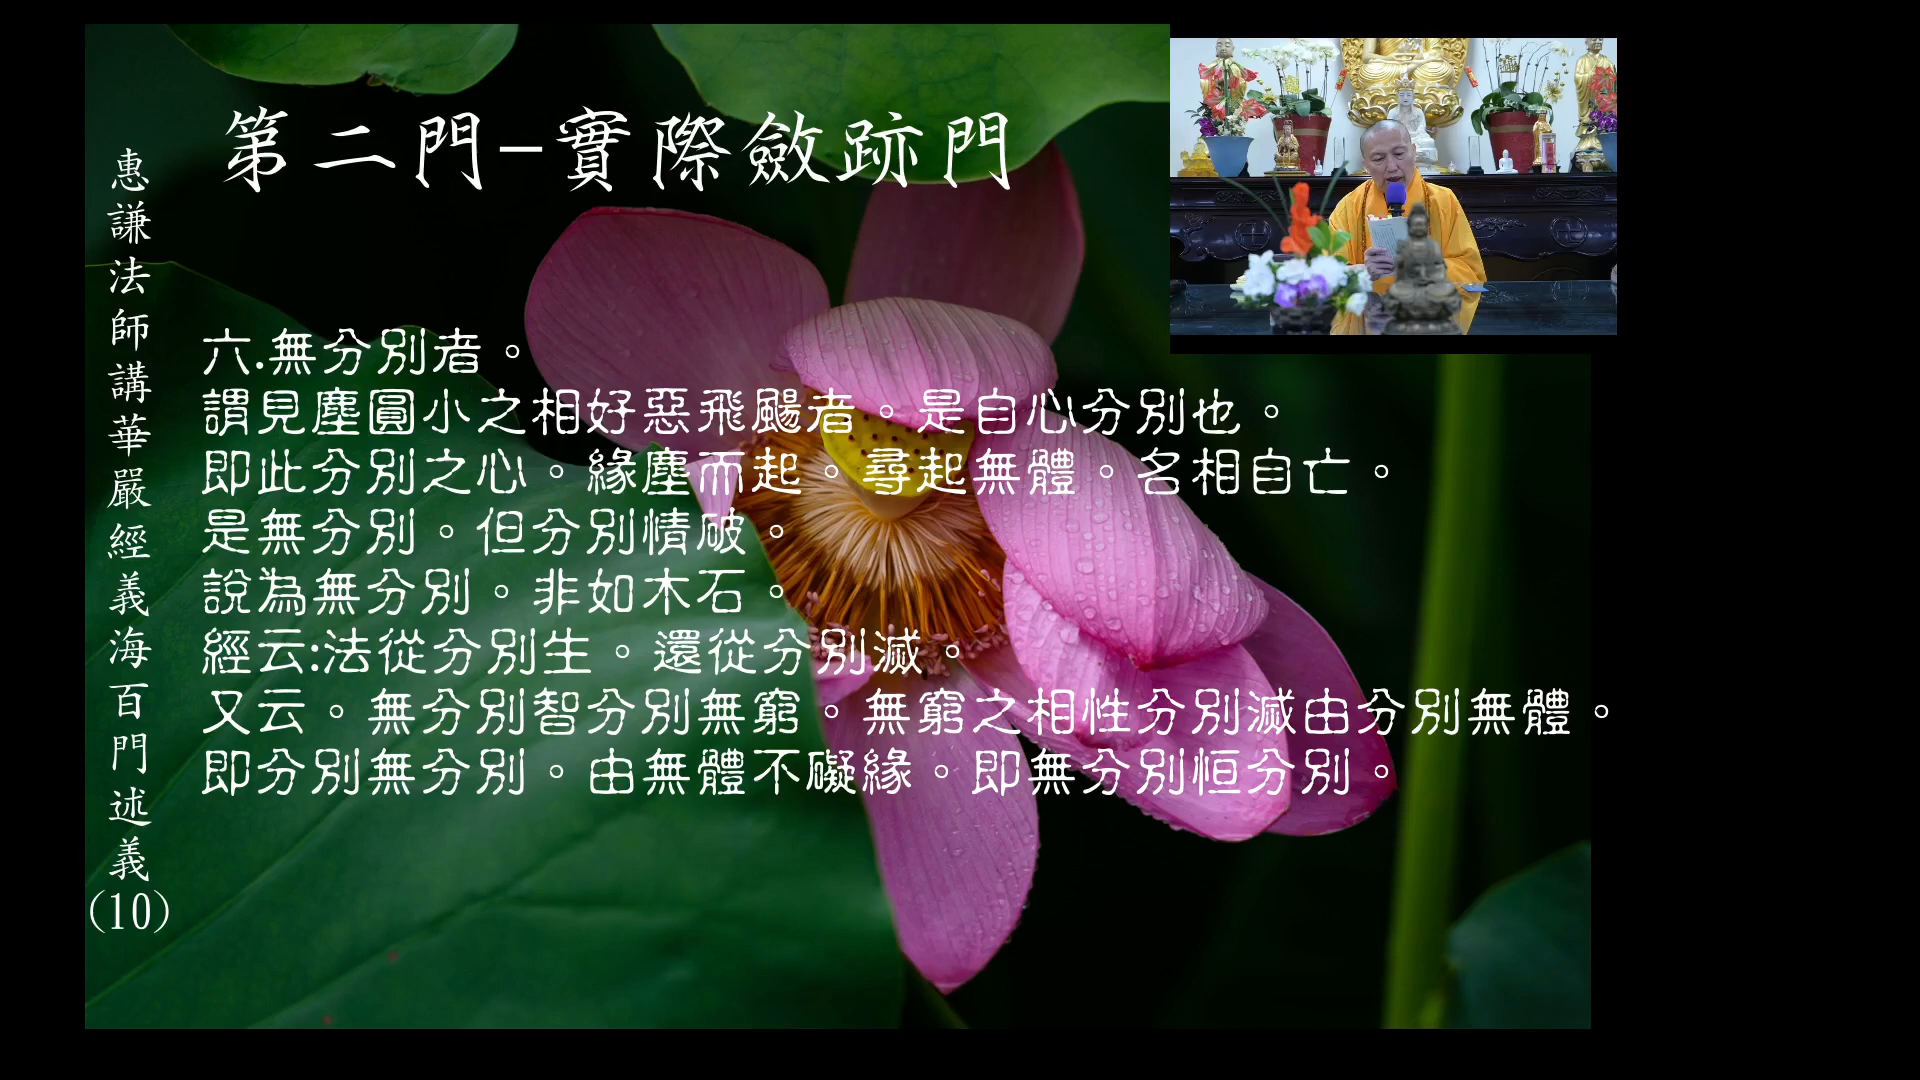 第二門-實際斂跡門
惠謙法師講華嚴經義海百門述義(10)
六.無分別者。
謂見塵圓小之相好惡飛颺者。是自心分別也。
即此分別之心。緣塵而起。尋起無體。名相自亡。
是無分別。但分別情破。
說為無分別。非如木石。
經云:法從分別生。還從分別滅。
又云。無分別智分別無窮。無窮之相性分別滅由分別無體。
即分別無分別。由無體不礙緣。即無分別恒分別。